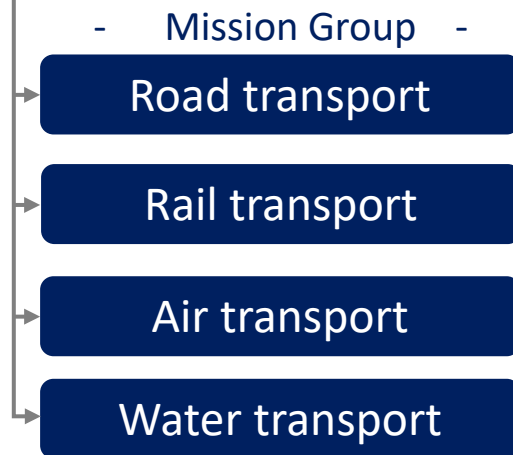 - Mission Group -
Road transport
Rail transport
Air transport
Water transport